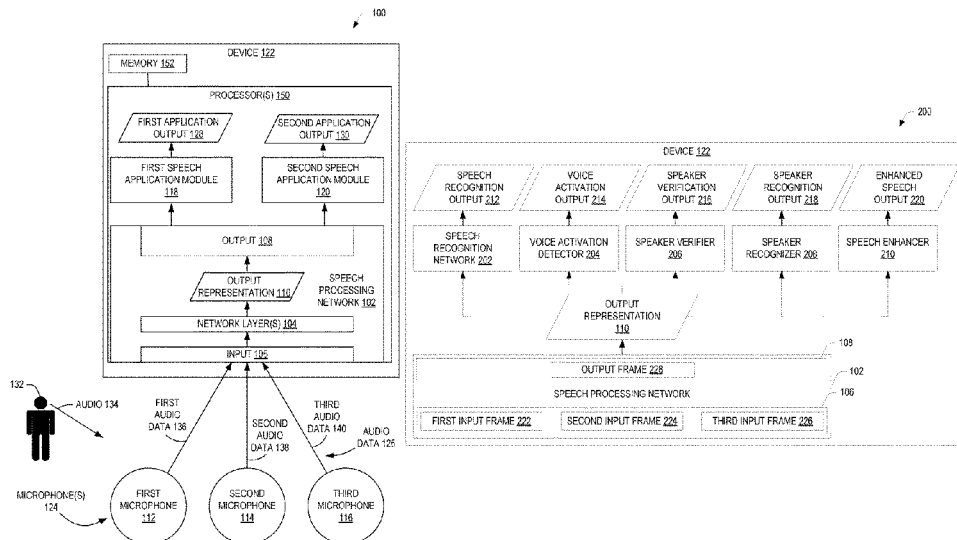 100
DEVICE 122
MEMORY 152
PROCESSOR(S) 150
FIRST APPLICATION
OUTPUT 128
SECOND APPLICATION
OUTPUT 130
FIRST SPEECH
APPLICATION MODULE
118
SECOND SPEECH
APPLICATION MODULE
120
OUTPUT 108
OUTPUT
REPRESENTATION 110
SPEECH
PROCESSING
NETWORK 102
NETWORK LAYER(S) 104
INPUT 106
132
AUDIO 134
FIRST
AUDIO
DATA 136
SECOND
AUDIO
DATA 138
THIRD
AUDIO
DATA 140
AUDIO
DATA 126
MICROPHONE(S)
124
FIRST
MICROPHONE
112
SECOND
MICROPHONE
114
THIRD
MICROPHONE
116
200
DEVICE 122
SPEECH
RECOGNITION
OUTPUT 212
VOICE
ACTIVATION
OUTPUT 214
SPEAKER
VERIFICATION
OUTPUT 216
SPEAKER
RECOGNITION
OUTPUT 218
ENHANCED
SPEECH
OUTPUT 220
SPEECH
RECOGNITION
NETWORK 202
VOICE ACTIVATION
DETECTOR 204
SPEAKER VERIFIER
206
SPEAKER
RECOGNIZER 208
SPEECH ENHANCER
210
OUTPUT
REPRESENTATION
110
108
OUTPUT FRAME 228
102
SPEECH PROCESSING NETWORK
106
FIRST INPUT FRAME 222
SECOND INPUT FRAME 224
THIRD INPUT FRAME 226